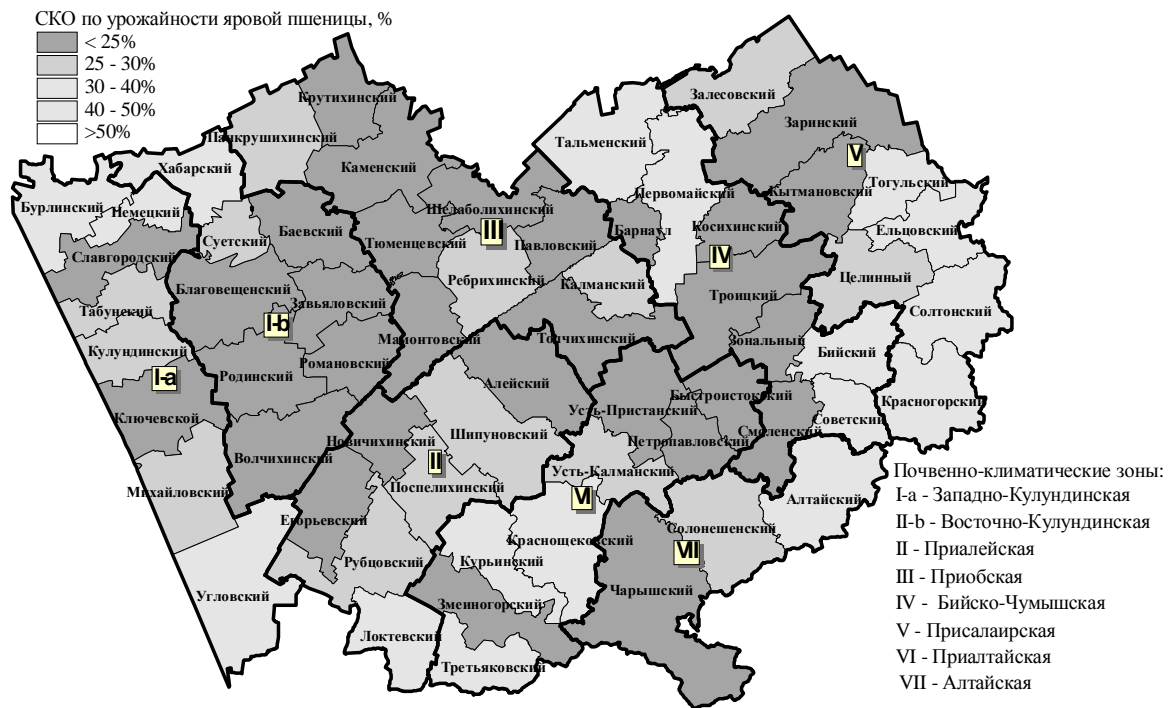 СКО по урожайности яровой пшеницы, %
< 25%
25 - 30%
30 - 40%
40 - 50%
>50%
Крутихинский
Панкрушихинский
Хабарский
Каменский
Бурлинский
Немецкий
Суетский
Баевский
Славгородский
Тюменцевский
Шелаболихинский
III
Павловский
Ребрихинский
Калманский
Благовещенский
Завьяловский
I-b
Табунский
Кулундинский
I-a
Ключевской
Родинский
Романовский
Мамонтовский
Топчихинский
Волчихинский
Михайловский
Угловский
Тальменский
Первомайский
Барнаул
Залесовский
Заринский
V
Кытмановский
Тогульский
Косихинский
IV
Ельцовский
Целинный
Троицкий
Солтонский
Зональный
Бийский
Красногорский
Советский
Смоленский
Быстроистокский
Петропавловский
Усть-Пристанский
Алейский
Шипуновский
Новичихинский
II
Поспелихинский
Усть-Калманский
VI
Егорьевский
Рубцовский
Краснощековский
Курьинский
Солонешенский
VII
Алтайский
Чарышский
Змеиногорский
Локтевский
Третьяковский
Почвенно-климатические зоны:
I-a - Западно-Кулундинская
II-b - Восточно-Кулундинская
II - Приалейская
III - Приобская
IV - Бийско-Чумышская
V - Присалаирская
VI - Приалтайская
VII - Алтайская